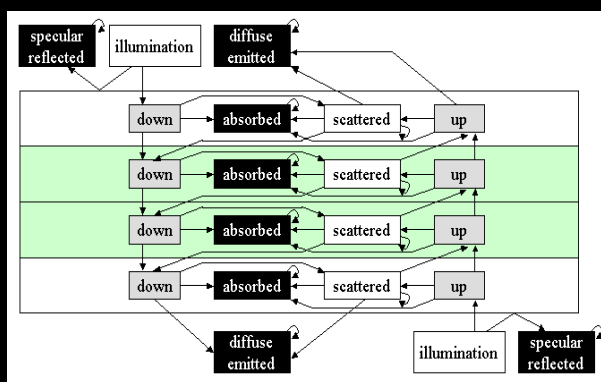 specular
reflected
illumination
diffuse
emitted
down
absorbed
scattered
up
down
absorbed
scattered
up
down
absorbed
scattered
up
down
absorbed
scattered
up
diffuse
emitted
illumination
specular
reflected